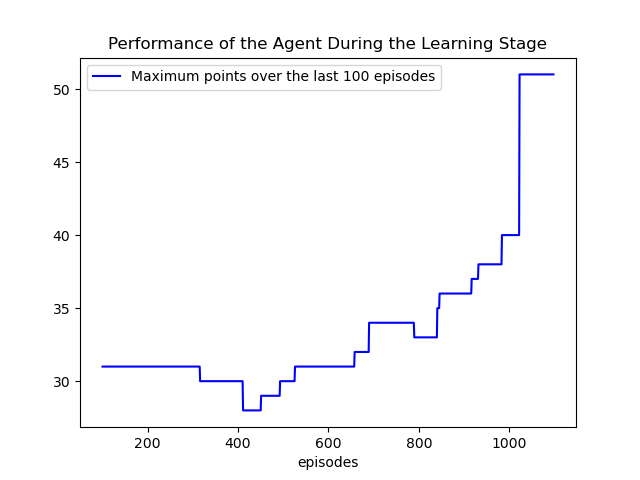 Performance of the Agent During the Learning Stage
Maximum points over the last 100 episodes
50
45
40
35
30
200 400 600 800 1000
episodes